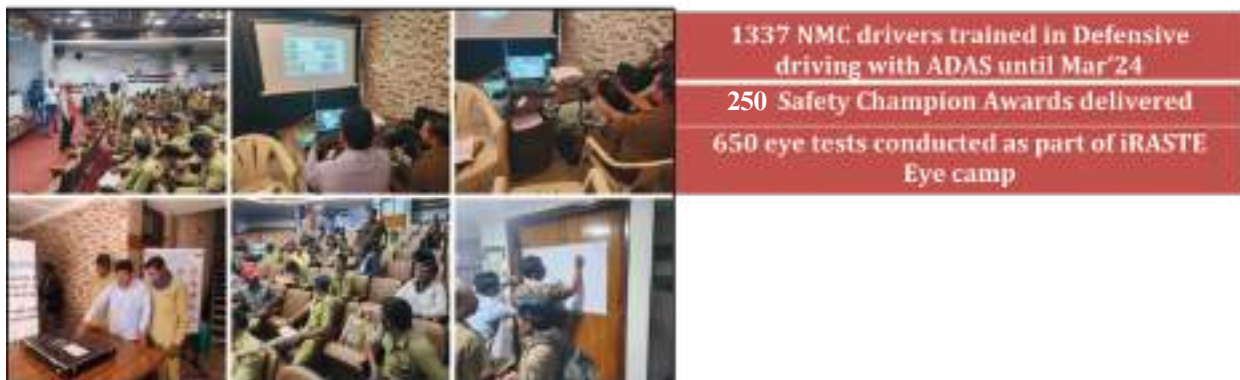 1337 NMC drivers trained in Defensive
driving with ADAS until Mar'24
250 Safety Champion Awards delivered
650 eye tests conducted as part of iRASTE
Eye camp